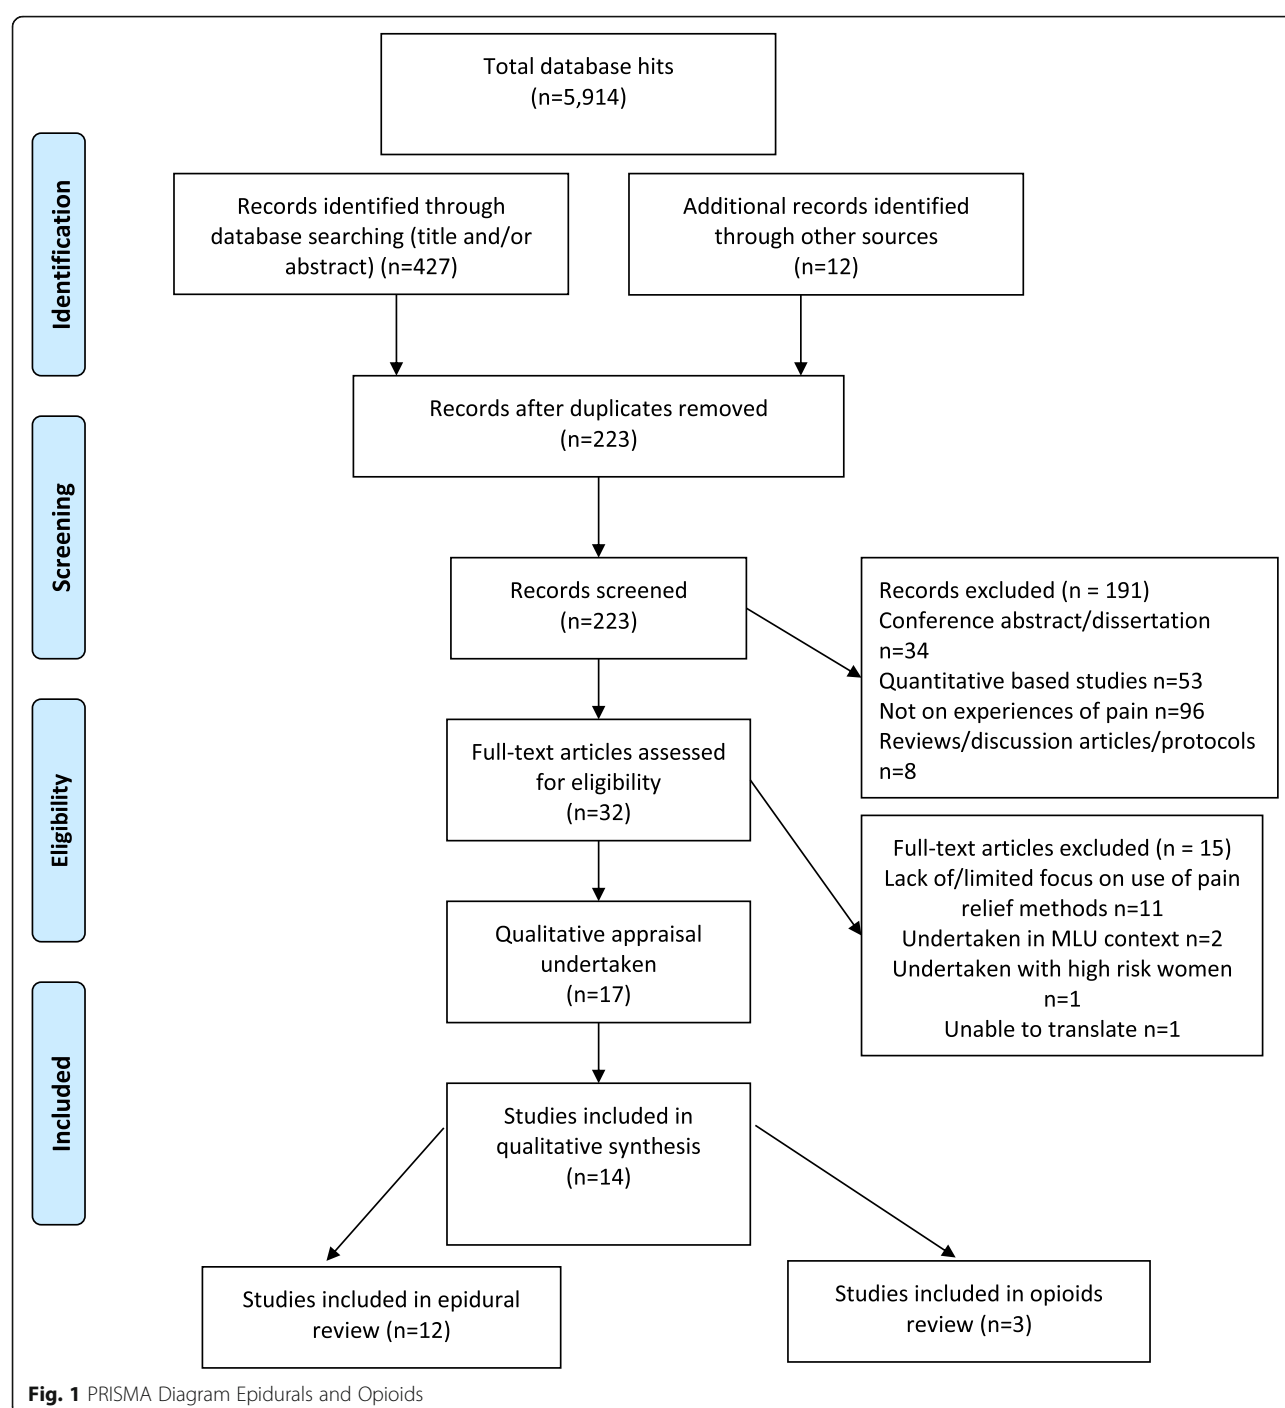 Total database hits
(n=5,914)
Identification
Records identified through
database searching (title and/or
abstract) (n=427)
Additional records identified
through other sources
(n=12)
Records after duplicates removed
(n=223)
Screening
Records screened
(n=223)
Records excluded (n = 191)
Conference abstract/dissertation
n=34
Quantitative based studies n=53
Not on experiences of pain n=96
Reviews/discussion articles/protocols
n=8
Eligibility
Full-text articles assessed
for eligibility
(n=32)
Full-text articles excluded (n = 15)
Lack of/limited focus on use of pain
relief methods n=11
Undertaken in MLU context n=2
Undertaken with high risk women
n=1
Unable to translate n=1
Qualitative appraisal
undertaken
(n=17)
Included
Studies included in
qualitative synthesis
(n=14)
Studies included in epidural
review (n=12)
Studies included in opioids
review (n=3)
Fig. 1 PRISMA Diagram Epidurals and Opioids